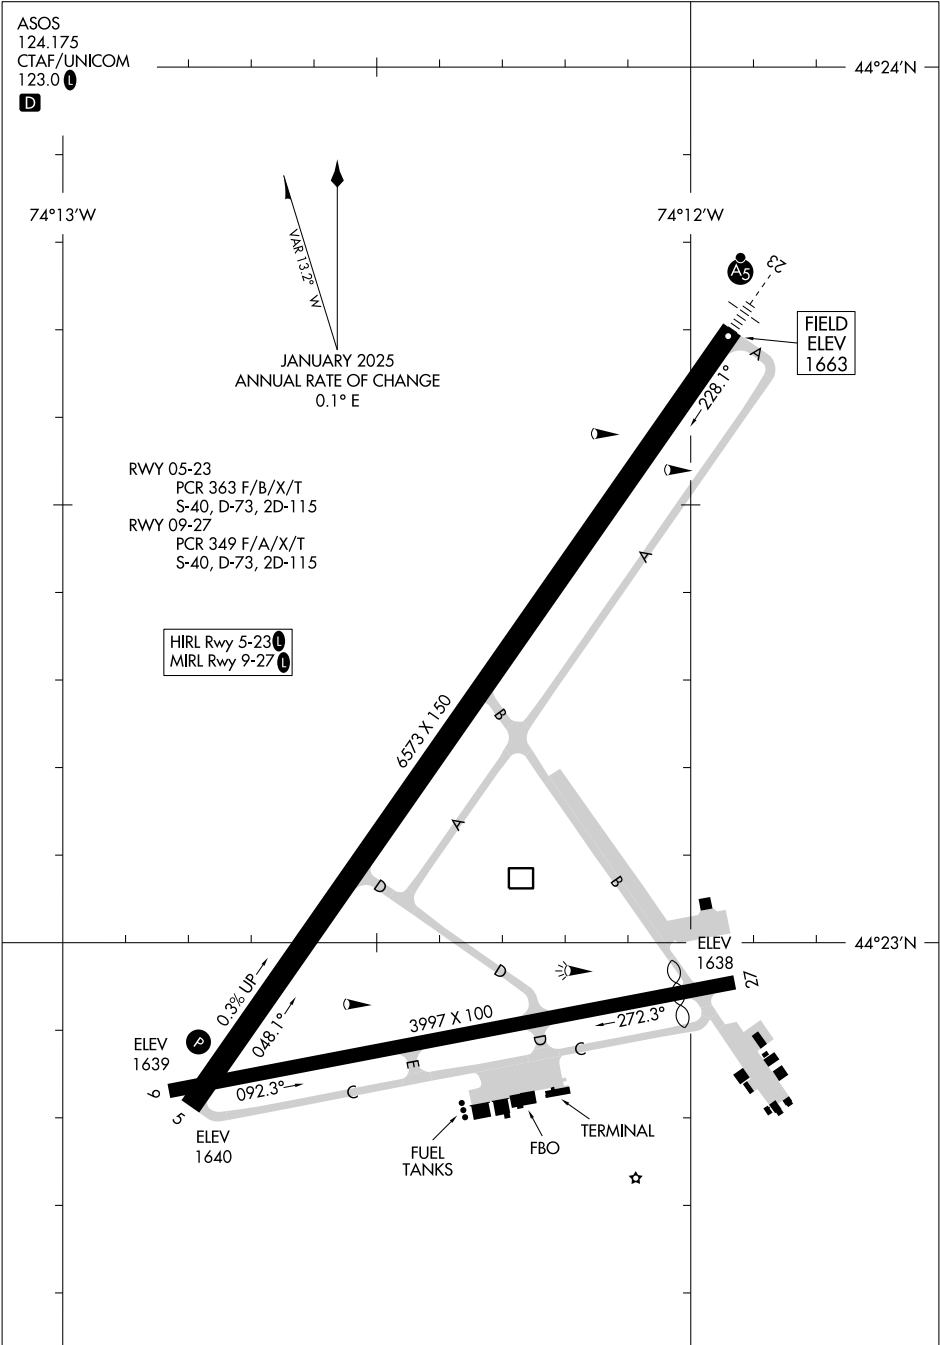 ASOS
124.175
CTAF/UNICOM
123.0 L
D
44°24'N
74°13'W
74°12'W
VAR 13.2° W
JANUARY 2025
ANNUAL RATE OF CHANGE
0.1° E
A5
23
FIELD
ELEV
1663
A
228.1°
RWY 05-23
PCR 363 F/B/X/T
S-40, D-73, 2D-115
RWY 09-27
PCR 349 F/A/X/T
S-40, D-73, 2D-115
A
HIRL Rwy 5-23 L
MIRL Rwy 9-27 L
6573 X 150
B
A
D
B
44°23'N
ELEV
1638
D
27
0.3% UP
048.1°
3997 X 100
272.3°
P
ELEV
1639
D
C
E
9
092.3°
C
5
ELEV
1640
FUEL
TANKS
FBO
TERMINAL